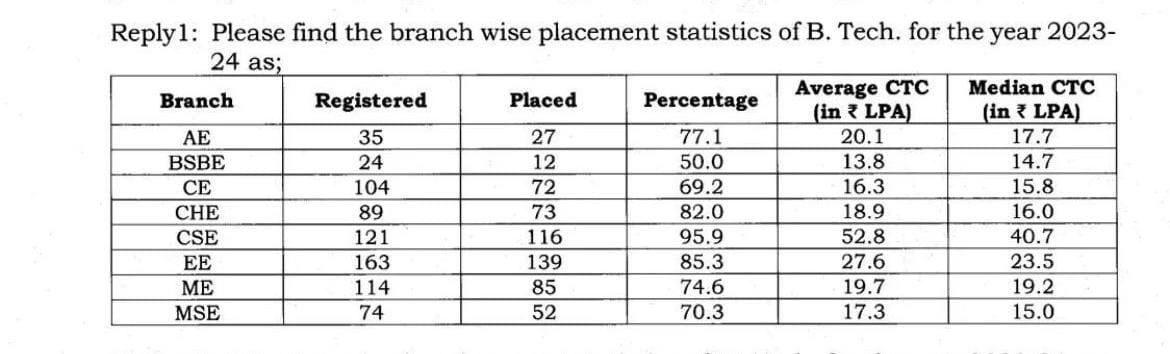 Reply1: Please find the branch wise placement statistics of B. Tech. for the year 2023-
24 as;
Branch Registered Placed Percentage Average CTC (in ₹ LPA) Median CTC (in ₹ LPA)
AE 35 27 77.1 20.1 17.7
BSBE 24 12 50.0 13.8 14.7
CE 104 72 69.2 16.3 15.8
CHE 89 73 82.0 18.9 16.0
CSE 121 116 95.9 52.8 40.7
EE 163 139 85.3 27.6 23.5
ME 114 85 74.6 19.7 19.2
MSE 74 52 70.3 17.3 15.0